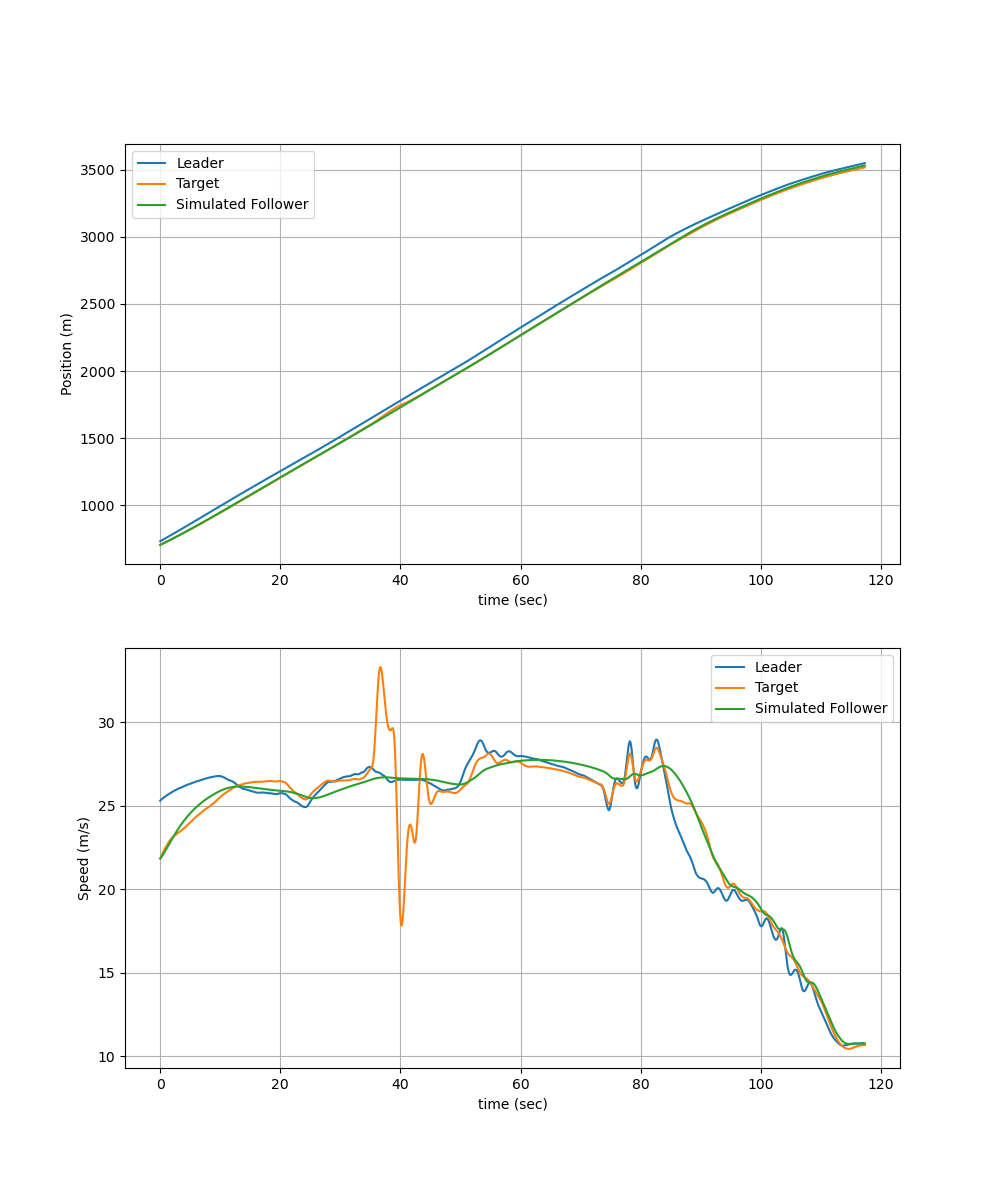 Leader
Target
Simulated Follower
3500
3000
2500
2000
1500
1000
Position (m)
0 20 40 60 80 100 120
time (sec)
Leader
Target
Simulated Follower
30
25
20
15
10
Speed (m/s)
0 20 40 60 80 100 120
time (sec)